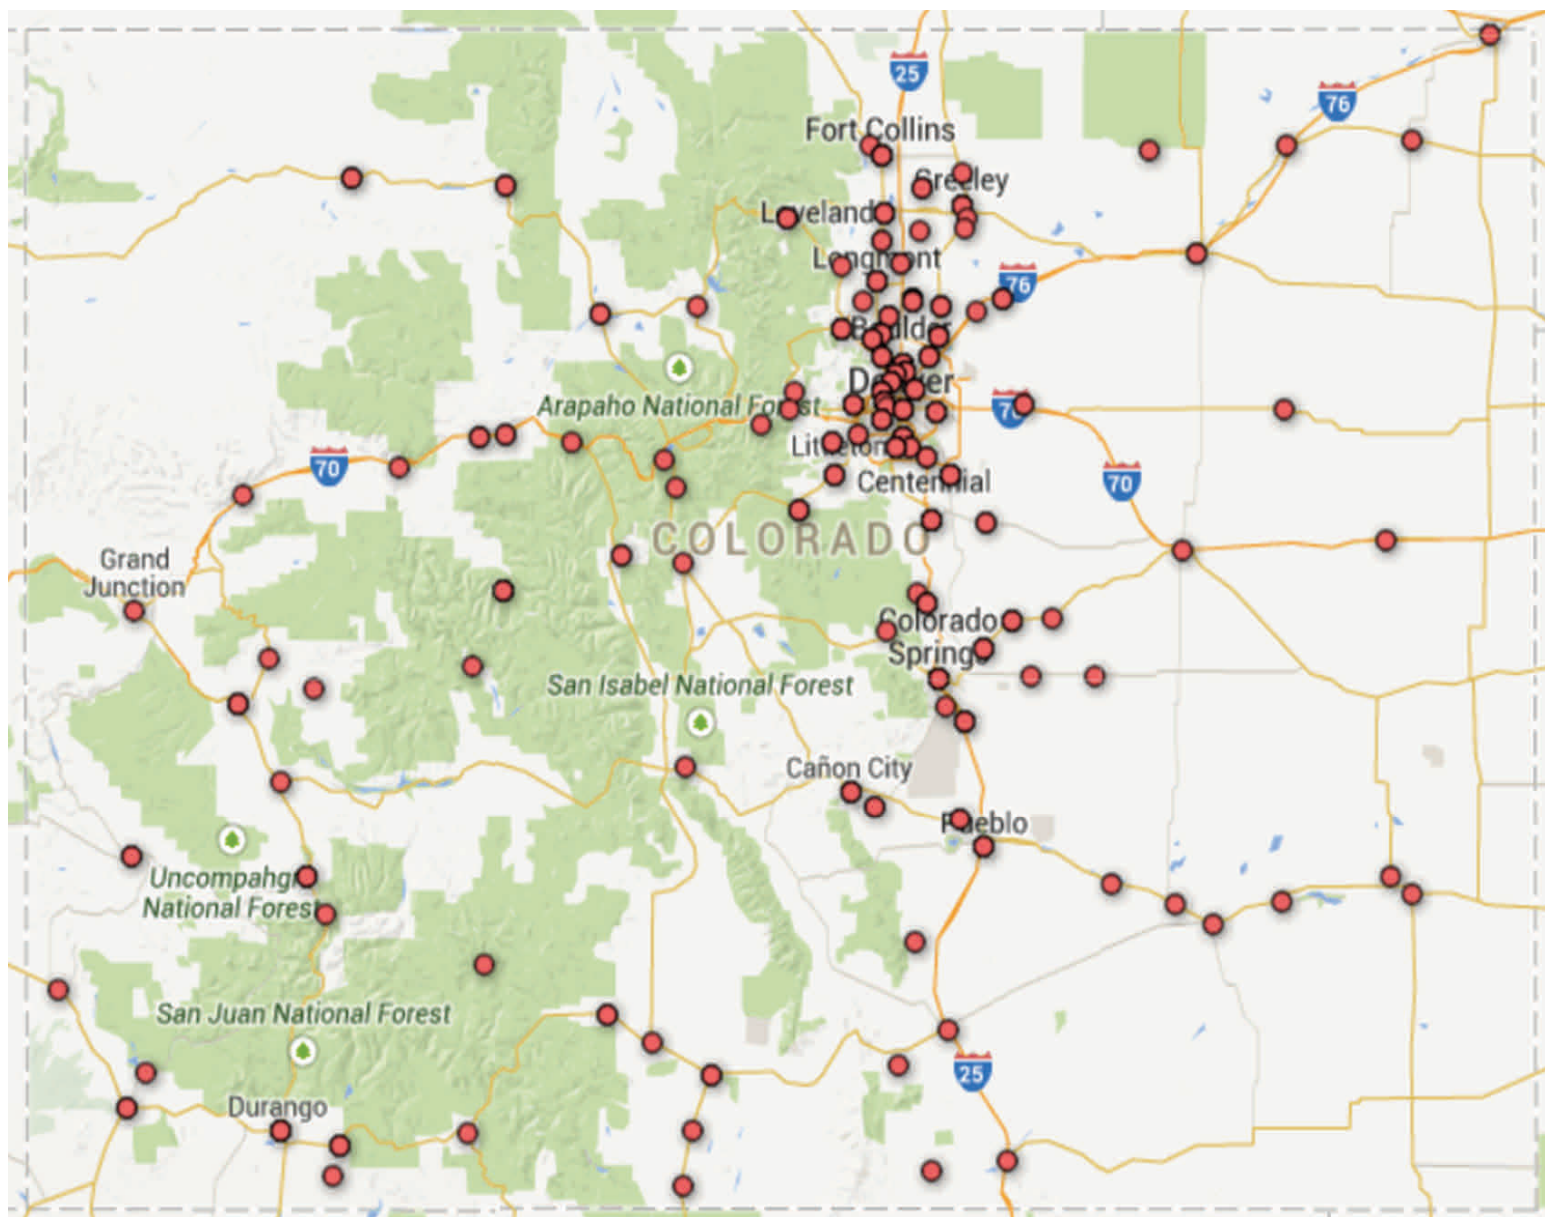 25
76
Fort Collins
Greeley
Loveland
Longmont
76
Boulder
Denver
Arapaho National Forest
70
Littleton
70
Centennial
70
COLORADO
Grand
Junction
Colorado
Springs
San Isabel National Forest
Cañon City
Pueblo
Uncompahgre
National Forest
San Juan National Forest
25
Durango